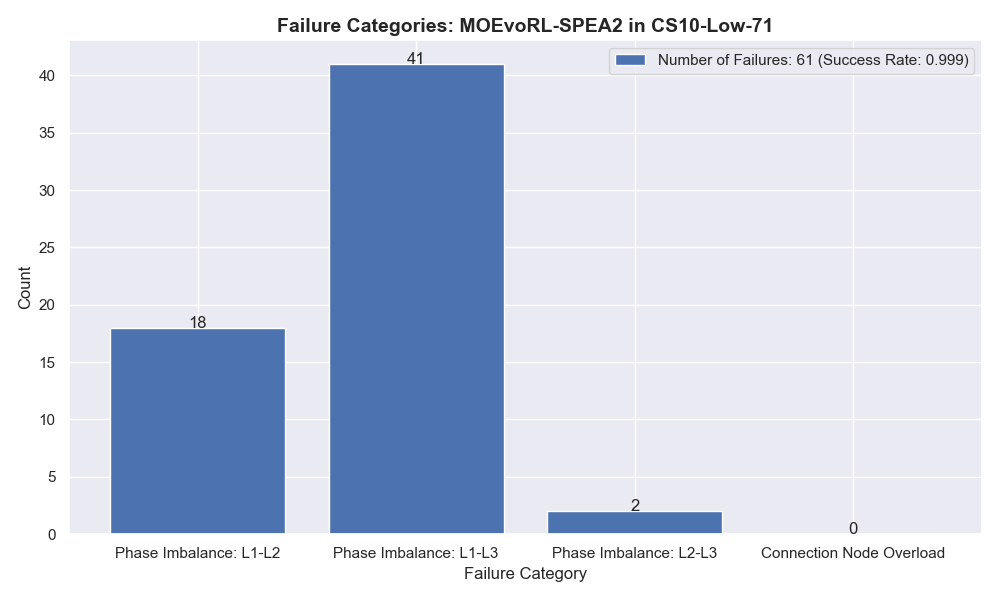 Failure Categories: MOEvoRL-SPEA2 in CS10-Low-71
Number of Failures: 61 (Success Rate: 0.999)
Count
40
35
30
25
20
15
10
5
0
18
41
2
0
Phase Imbalance: L1-L2
Phase Imbalance: L1-L3
Phase Imbalance: L2-L3
Connection Node Overload
Failure Category